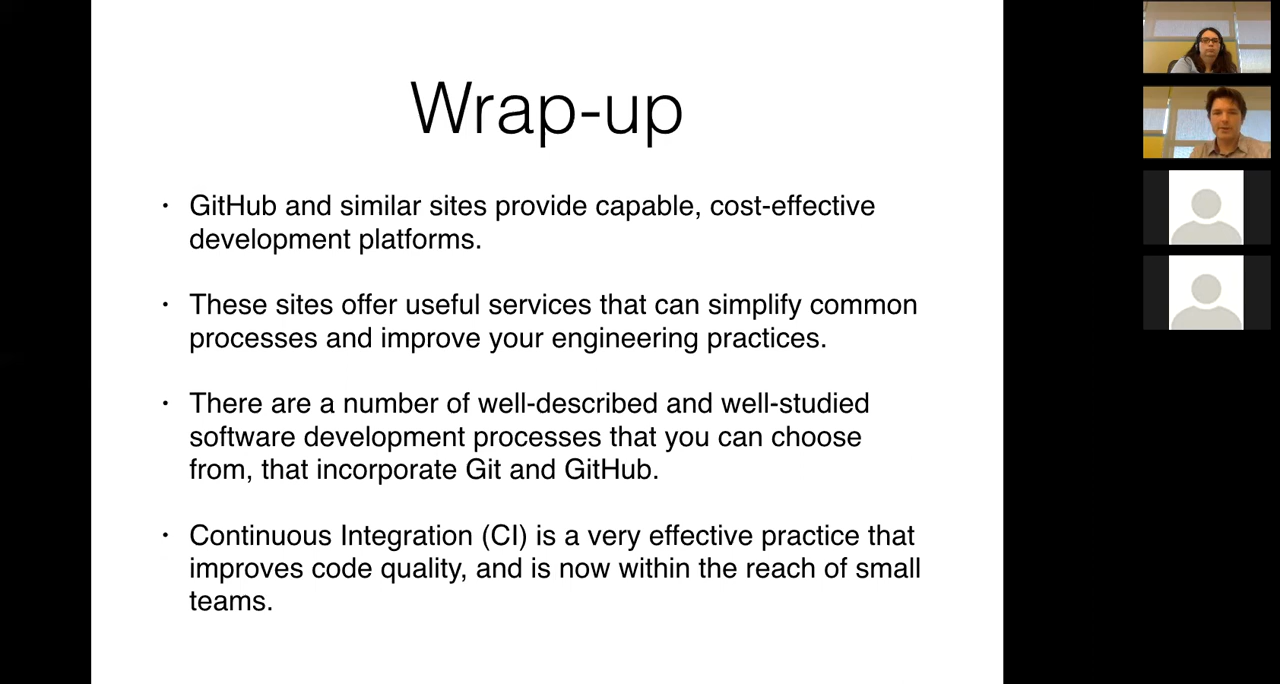 Wrap-up
• GitHub and similar sites provide capable, cost-effective
development platforms.
• These sites offer useful services that can simplify common
processes and improve your engineering practices.
• There are a number of well-described and well-studied
software development processes that you can choose
from, that incorporate Git and GitHub.
• Continuous Integration (CI) is a very effective practice that
improves code quality, and is now within the reach of small
teams.